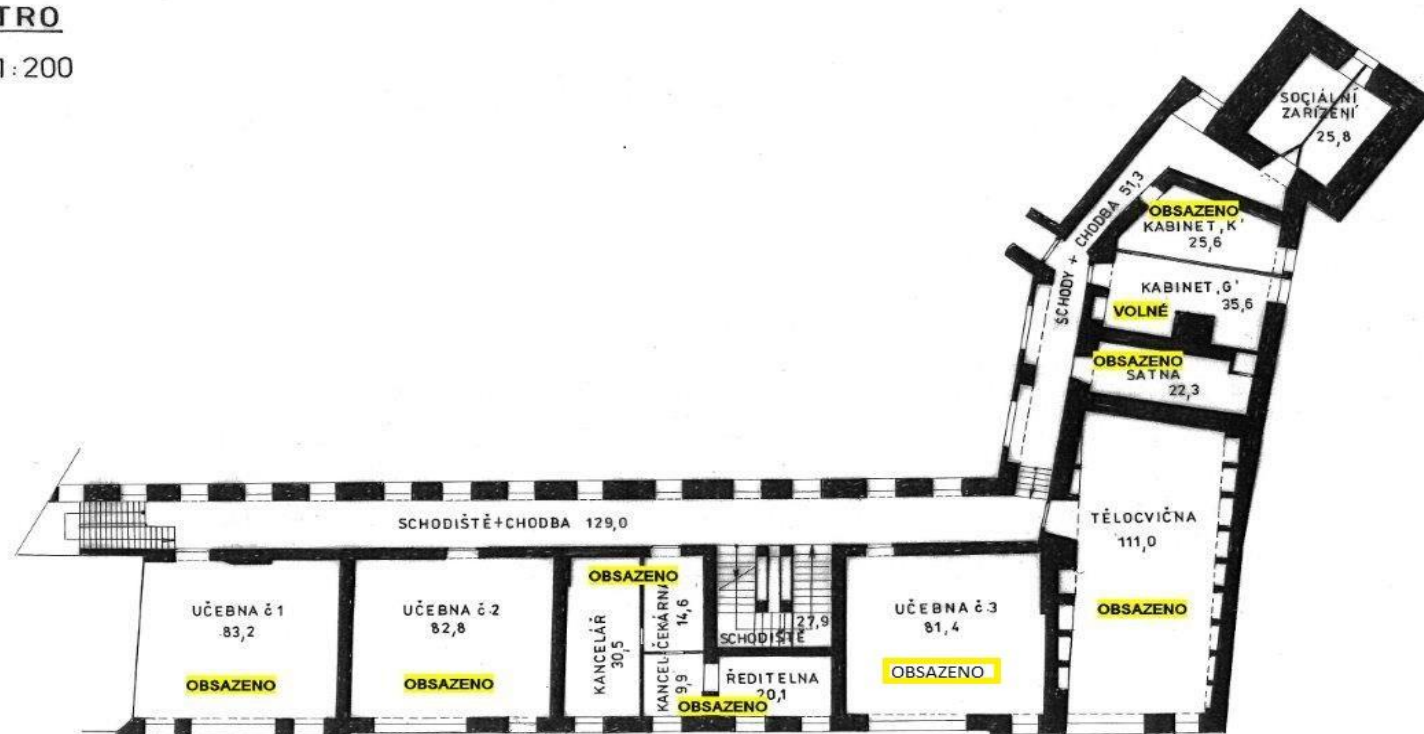 TRO
1:200
SOCIÁLNÍ
ZAŘÍZENÍ
25,8
SCHODY + CHODBA 51,3
OBSAZENO
KABINET ‚K'
25,6
KABINET ‚G'
35,6
VOLNÉ
OBSAZENO
ŠATNA
22,3
SCHODIŠTĚ+CHODBA 129,0
TĚLOCVIČNA
111,0
OBSAZENO
UČEBNA č 1
83,2
OBSAZENO
UČEBNA č.2
82,8
OBSAZENO
OBSAZENO
KANCELÁŘ
30,5
ČEKÁRNA
14,6
KANCEL.
9,9
SCHODIŠTĚ
27,9
ŘEDITELNA
20,1
OBSAZENO
UČEBNA č.3
81,4
OBSAZENO